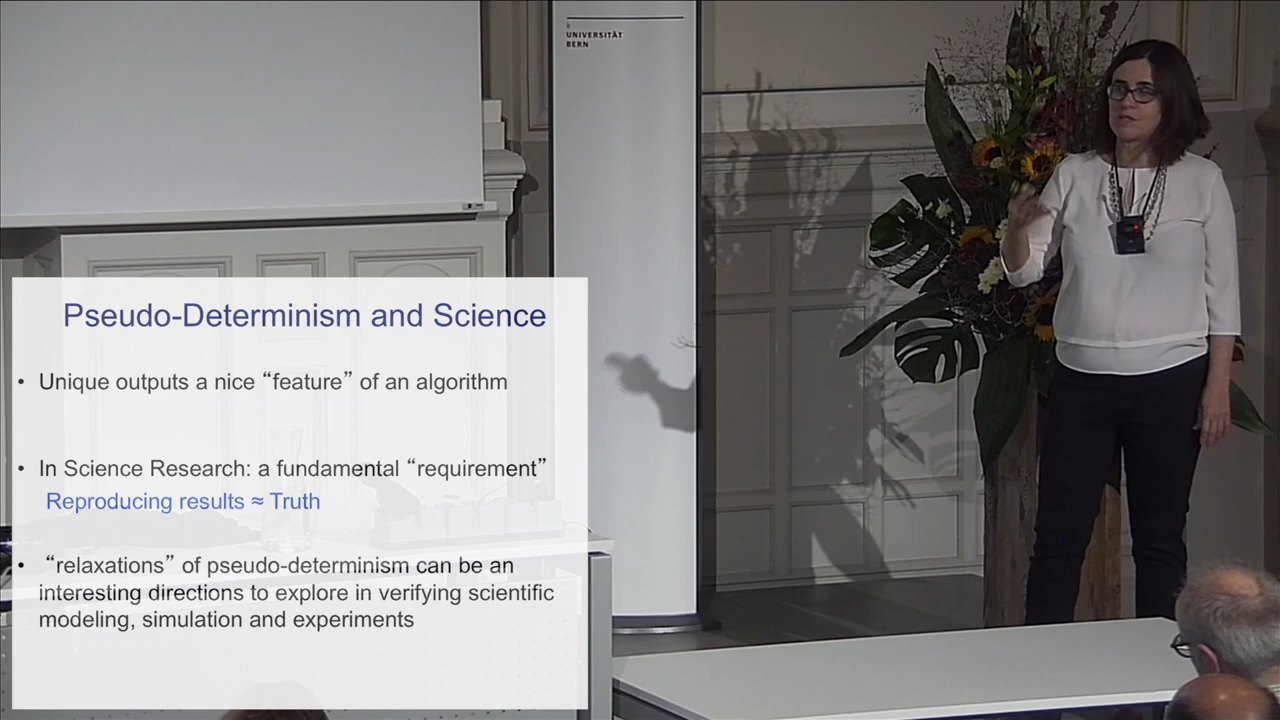 b
UNIVERSITÄT
BERN
Pseudo-Determinism and Science
• Unique outputs a nice “feature” of an algorithm
• In Science Research: a fundamental “requirement”
Reproducing results ≈ Truth
• “relaxations” of pseudo-determinism can be an
interesting directions to explore in verifying scientific
modeling, simulation and experiments